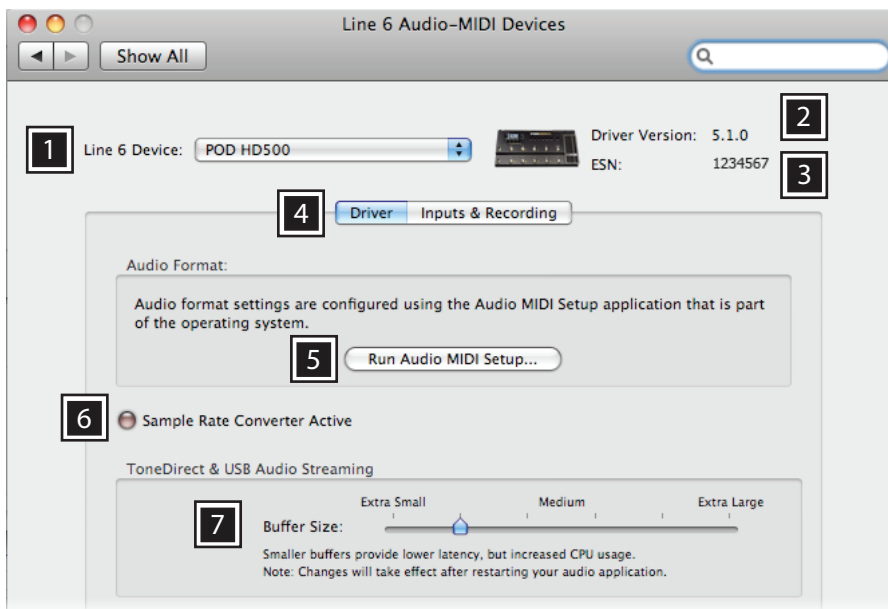 Line 6 Audio-MIDI Devices
Show All
1
Line 6 Device: POD HD500
Driver Version: 5.1.0
2
ESN: 1234567
3
4
Driver Inputs & Recording
Audio Format:
Audio format settings are configured using the Audio MIDI Setup application that is part
of the operating system.
5
Run Audio MIDI Setup...
6
Sample Rate Converter Active
ToneDirect & USB Audio Streaming
Extra Small Medium Extra Large
7
Buffer Size:
Smaller buffers provide lower latency, but increased CPU usage.
Note: Changes will take effect after restarting your audio application.